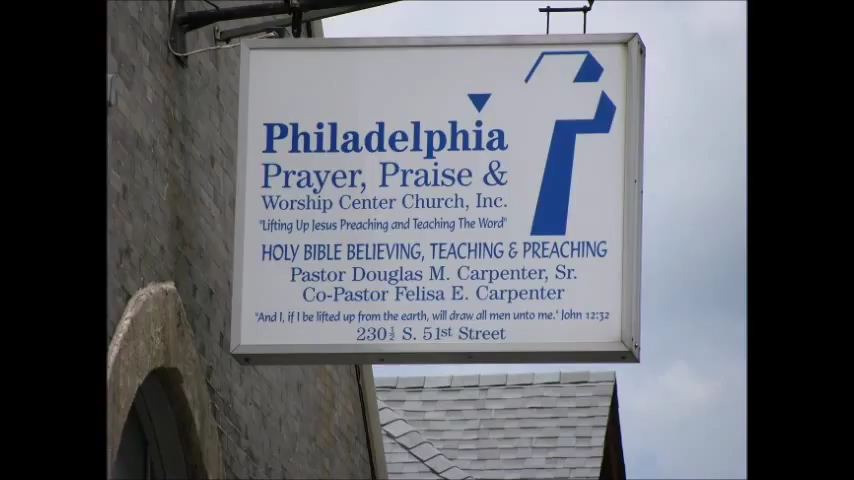 Philadelphia
Prayer, Praise &
Worship Center Church, Inc.
"Lifting Up Jesus Preaching and Teaching The Word"
HOLY BIBLE BELIEVING, TEACHING & PREACHING
Pastor Douglas M. Carpenter, Sr.
Co-Pastor Felisa E. Carpenter
"And I, if I be lifted up from the earth, will draw all men unto me." John 12:32
230½ S. 51st Street